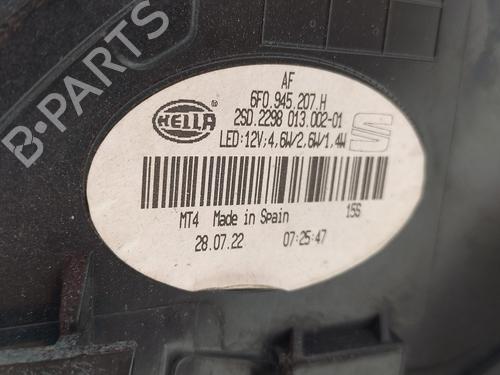 B-PARTS
AF
6F0.945.207.H
HELLA
2SD.2298 013.002-01
LED:12V;4,6W/2,6W/1,4W
MT4 Made in Spain 15S
28.07.22 07:25:47